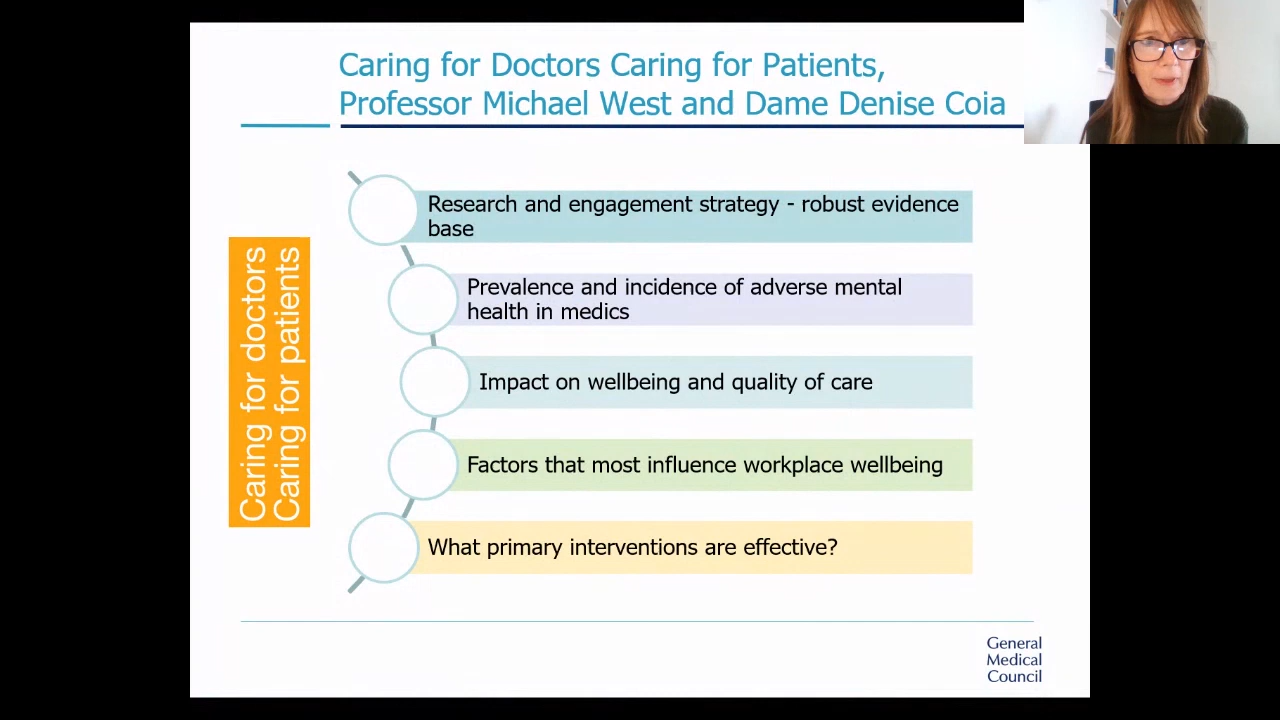 Caring for Doctors Caring for Patients,
Professor Michael West and Dame Denise Coia
Caring for doctors
Caring for patients
Research and engagement strategy - robust evidence
base
Prevalence and incidence of adverse mental
health in medics
Impact on wellbeing and quality of care
Factors that most influence workplace wellbeing
What primary interventions are effective?
General
Medical
Council